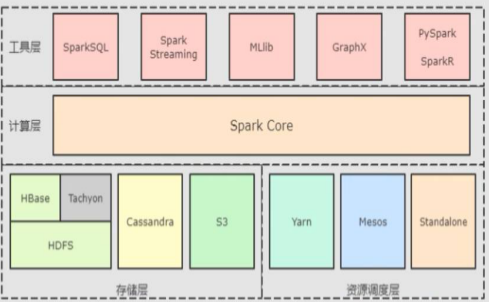 工具层
SparkSQL
Spark
Streaming
MLlib
GraphX
PySpark
SparkR
计算层
Spark Core
HBase
Tachyon
HDFS
Cassandra
S3
Yarn
Mesos
Standalone
存储层
资源调度层